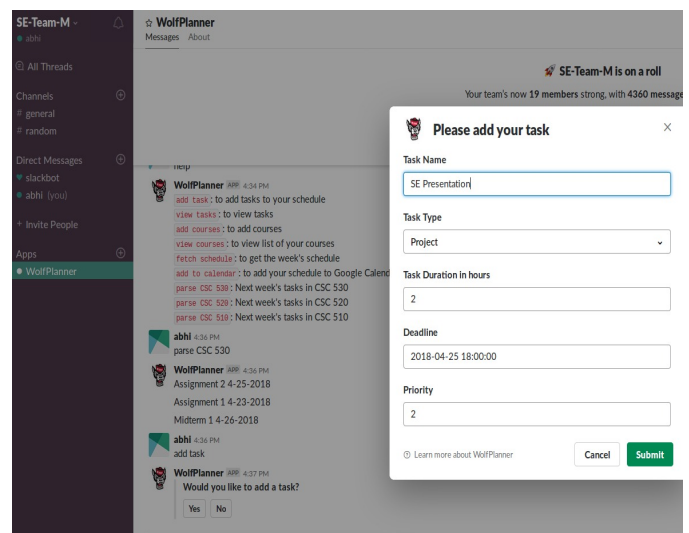 SE-Team-M
abhi
All Threads
Channels
# general
# random
Direct Messages
slackbot
abhi (you)
+ Invite People
Apps
WolfPlanner
☆ WolfPlanner
Messages About
SE-Team-M is on a roll
Your team's now 19 members strong, with 4360 message
help
WolfPlanner APP 4:34 PM
add task : to add tasks to your schedule
view tasks : to view tasks
add courses : to add courses
view courses : to view list of your courses
fetch schedule : to get the week's schedule
add to calendar : to add your schedule to Google Calend
parse CSC 530 : Next week's tasks in CSC 530
parse CSC 520 : Next week's tasks in CSC 520
parse CSC 510 : Next week's tasks in CSC 510
abhi 4:36 PM
parse CSC 530
WolfPlanner APP 4:36 PM
Assignment 2 4-25-2018
Assignment 1 4-23-2018
Midterm 1 4-26-2018
abhi 4:36 PM
add task
WolfPlanner APP 4:37 PM
Would you like to add a task?
Yes No
Please add your task
Task Name
SE Presentation
Task Type
Project
Task Duration in hours
2
Deadline
2018-04-25 18:00:00
Priority
2
Learn more about WolfPlanner
Cancel Submit